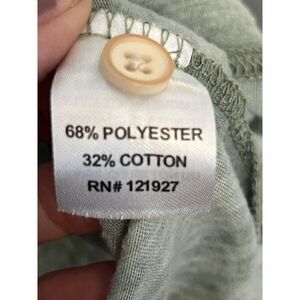 68% POLYESTER
32% COTTON
RN# 121927